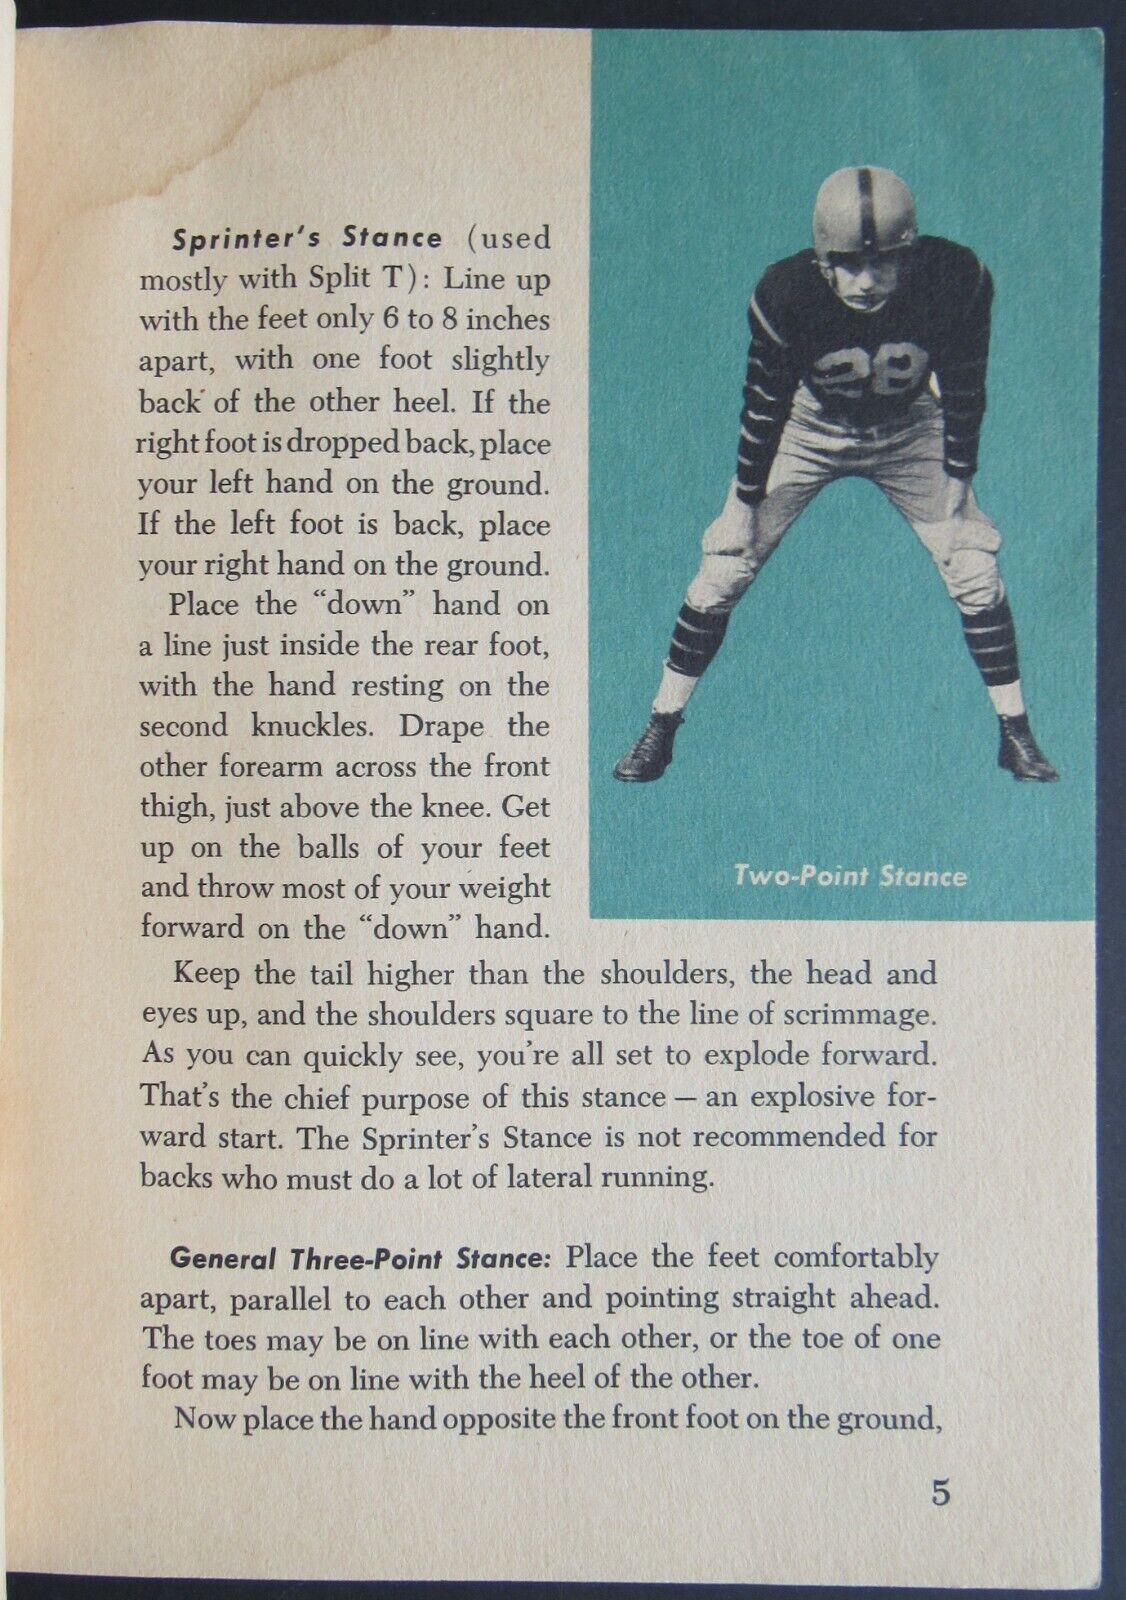 Sprinter's Stance (used
mostly with Split T): Line up
with the feet only 6 to 8 inches
apart, with one foot slightly
back of the other heel. If the
right foot is dropped back, place
your left hand on the ground.
If the left foot is back, place
your right hand on the ground.
Place the “down” hand on
a line just inside the rear foot,
with the hand resting on the
second knuckles. Drape the
other forearm across the front
thigh, just above the knee. Get
up on the balls of your feet
and throw most of your weight
forward on the “down” hand.
28
Two-Point Stance
Keep the tail higher than the shoulders, the head and
eyes up, and the shoulders square to the line of scrimmage.
As you can quickly see, you're all set to explode forward.
That's the chief purpose of this stance — an explosive for-
ward start. The Sprinter's Stance is not recommended for
backs who must do a lot of lateral running.
General Three-Point Stance: Place the feet comfortably
apart, parallel to each other and pointing straight ahead.
The toes may be on line with each other, or the toe of one
foot may be on line with the heel of the other.
Now place the hand opposite the front foot on the ground,
5